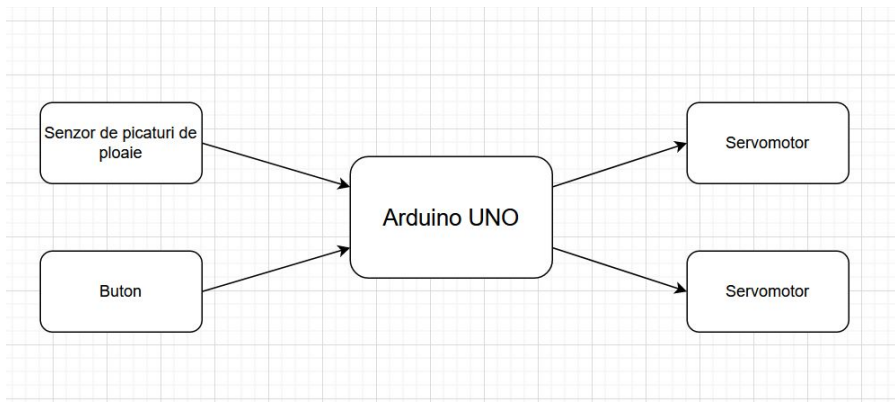 Senzor de picaturi de
ploaie
Buton
Arduino UNO
Servomotor
Servomotor